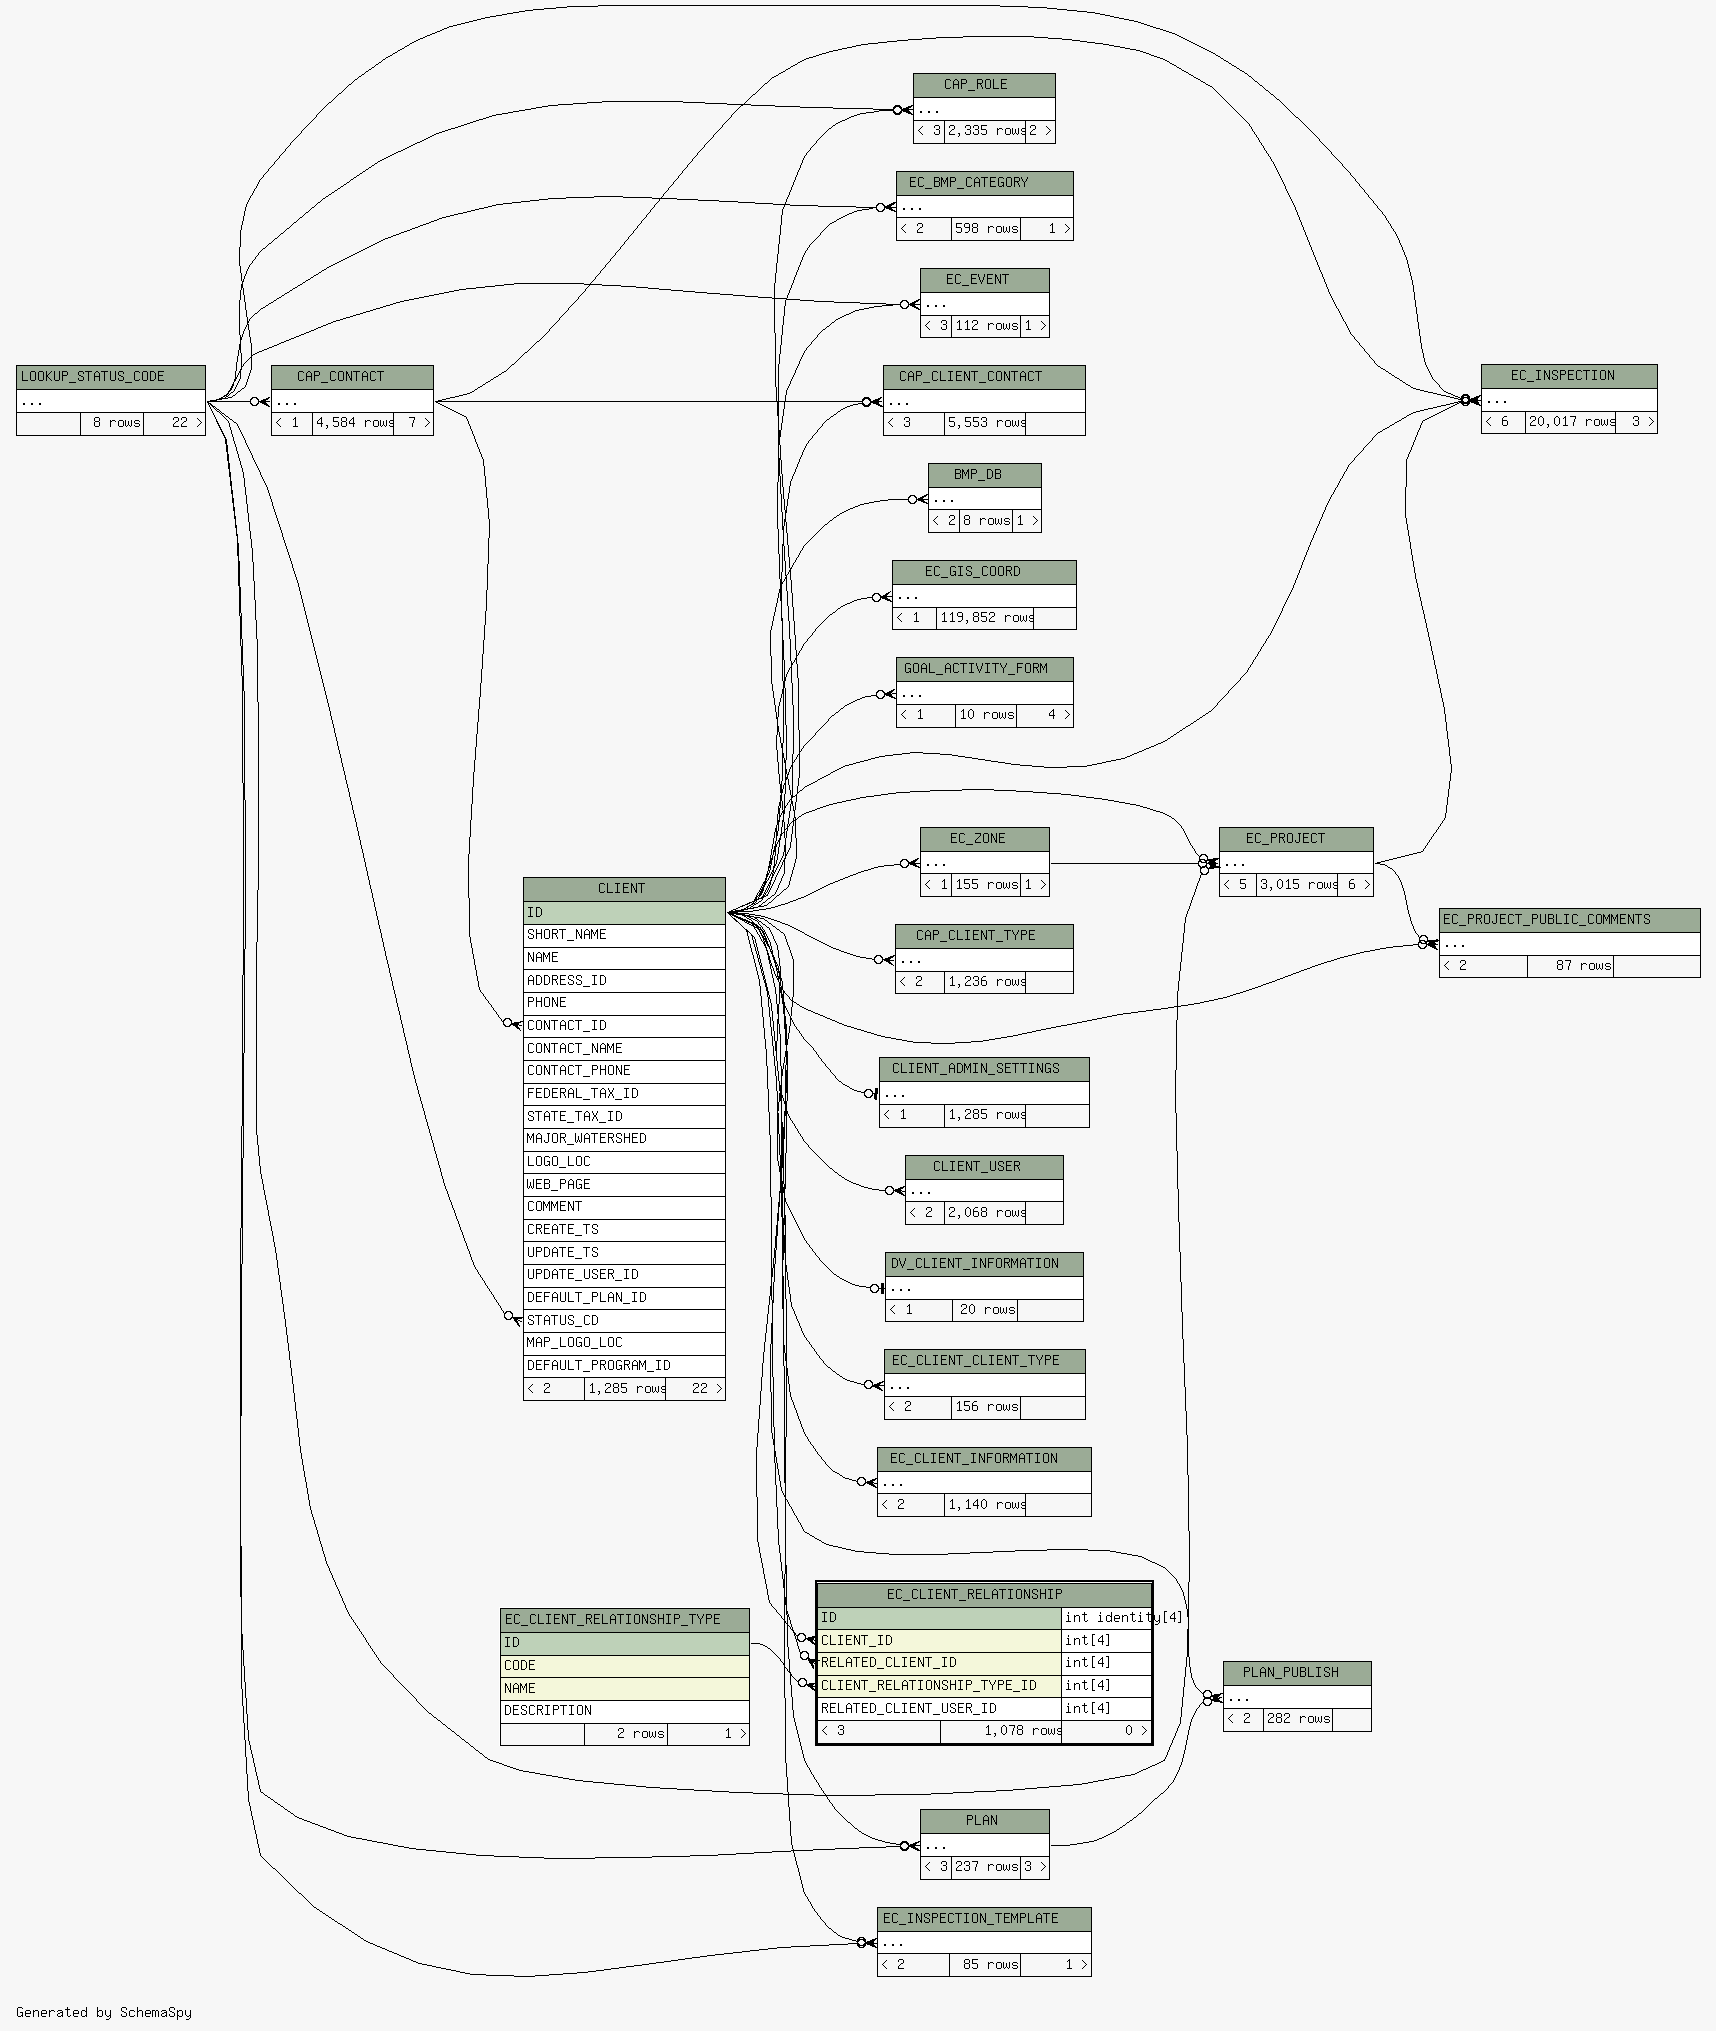 CAP_ROLE
...
< 3 2,335 rows 2 >
EC_BMP_CATEGORY
...
< 2 598 rows 1 >
EC_EVENT
...
< 3 112 rows 1 >
LOOKUP_STATUS_CODE
...
8 rows 22 >
CAP_CONTACT
...
< 1 4,584 rows 7 >
CAP_CLIENT_CONTACT
...
< 3 5,553 rows
EC_INSPECTION
...
< 6 20,017 rows 3 >
BMP_DB
...
< 2 8 rows 1 >
EC_GIS_COORD
...
< 1 119,852 rows
GOAL_ACTIVITY_FORM
...
< 1 10 rows 4 >
EC_ZONE
...
< 1 155 rows 1 >
EC_PROJECT
...
< 5 3,015 rows 6 >
CLIENT
ID
SHORT_NAME
NAME
ADDRESS_ID
PHONE
CONTACT_ID
CONTACT_NAME
CONTACT_PHONE
FEDERAL_TAX_ID
STATE_TAX_ID
MAJOR_WATERSHED
LOGO_LOC
WEB_PAGE
COMMENT
CREATE_TS
UPDATE_TS
UPDATE_USER_ID
DEFAULT_PLAN_ID
STATUS_CD
MAP_LOGO_LOC
DEFAULT_PROGRAM_ID
< 2 1,285 rows 22 >
EC_PROJECT_PUBLIC_COMMENTS
...
< 2 87 rows
CAP_CLIENT_TYPE
...
< 2 1,236 rows
CLIENT_ADMIN_SETTINGS
...
< 1 1,285 rows
CLIENT_USER
...
< 2 2,068 rows
DV_CLIENT_INFORMATION
...
< 1 20 rows
EC_CLIENT_CLIENT_TYPE
...
< 2 156 rows
EC_CLIENT_INFORMATION
...
< 2 1,140 rows
EC_CLIENT_RELATIONSHIP_TYPE
ID
CODE
NAME
DESCRIPTION
2 rows 1 >
EC_CLIENT_RELATIONSHIP
ID int identity[4]
CLIENT_ID int[4]
RELATED_CLIENT_ID int[4]
CLIENT_RELATIONSHIP_TYPE_ID int[4]
RELATED_CLIENT_USER_ID int[4]
< 3 1,078 rows 0 >
PLAN_PUBLISH
...
< 2 282 rows
PLAN
...
< 3 237 rows 3 >
EC_INSPECTION_TEMPLATE
...
< 2 85 rows 1 >
Generated by SchemaSpy